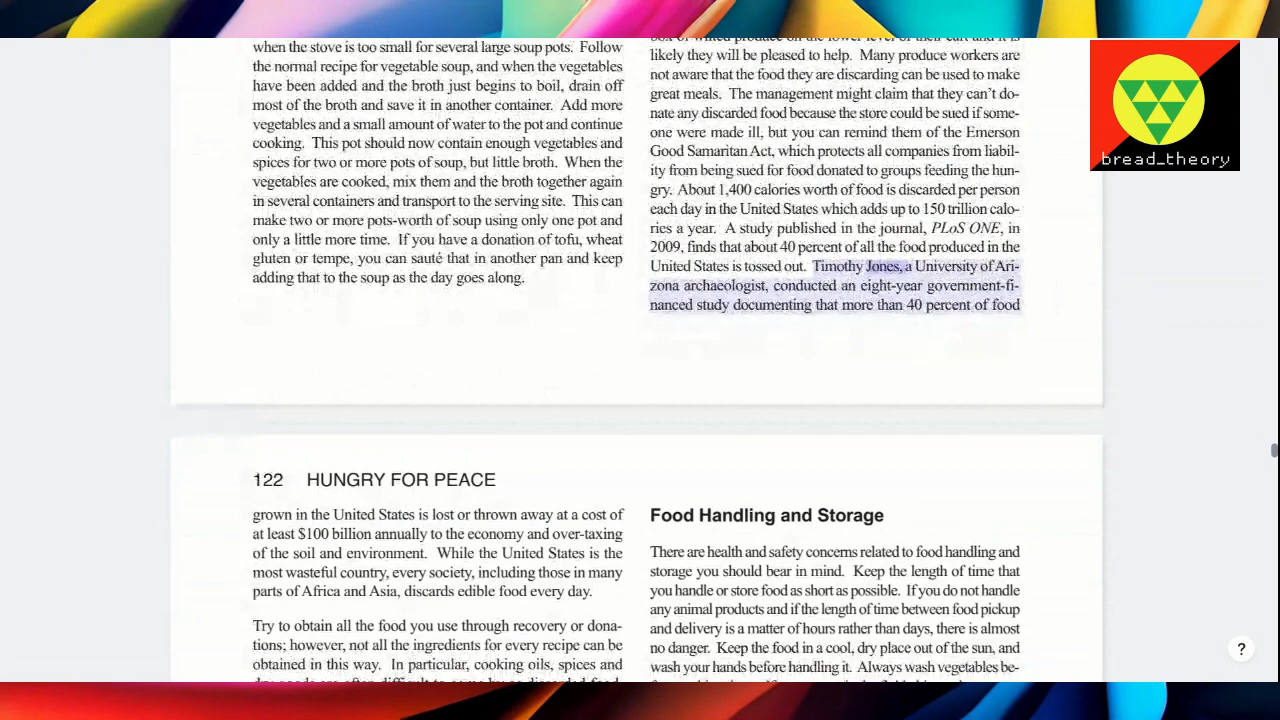 when the stove is too small for several large soup pots. Follow
the normal recipe for vegetable soup, and when the vegetables
have been added and the broth just begins to boil, drain off
most of the broth and save it in another container. Add more
vegetables and a small amount of water to the pot and continue
cooking. This pot should now contain enough vegetables and
spices for two or more pots of soup, but little broth. When the
vegetables are cooked, mix them and the broth together again
in several containers and transport to the serving site. This can
make two or more pots-worth of soup using only one pot and
only a little more time. If you have a donation of tofu, wheat
gluten or tempe, you can sauté that in another pan and keep
adding that to the soup as the day goes along.
box of wilted produce on the lower level of their cart and it is
likely they will be pleased to help. Many produce workers are
not aware that the food they are discarding can be used to make
great meals. The management might claim that they can't do-
nate any discarded food because the store could be sued if some-
one were made ill, but you can remind them of the Emerson
Good Samaritan Act, which protects all companies from liabil-
ity from being sued for food donated to groups feeding the hun-
gry. About 1,400 calories worth of food is discarded per person
each day in the United States which adds up to 150 trillion calo-
ries a year. A study published in the journal, PLoS ONE, in
2009, finds that about 40 percent of all the food produced in the
United States is tossed out. Timothy Jones, a University of Ari-
zona archaeologist, conducted an eight-year government-fi-
nanced study documenting that more than 40 percent of food
bread_theory
122 HUNGRY FOR PEACE
grown in the United States is lost or thrown away at a cost of
at least $100 billion annually to the economy and over-taxing
of the soil and environment. While the United States is the
most wasteful country, every society, including those in many
parts of Africa and Asia, discards edible food every day.
Try to obtain all the food you use through recovery or dona-
tions; however, not all the ingredients for every recipe can be
obtained in this way. In particular, cooking oils, spices and
Food Handling and Storage
There are health and safety concerns related to food handling and
storage you should bear in mind. Keep the length of time that
you handle or store food as short as possible. If you do not handle
any animal products and if the length of time between food pickup
and delivery is a matter of hours rather than days, there is almost
no danger. Keep the food in a cool, dry place out of the sun, and
wash your hands before handling it. Always wash vegetables be-
?